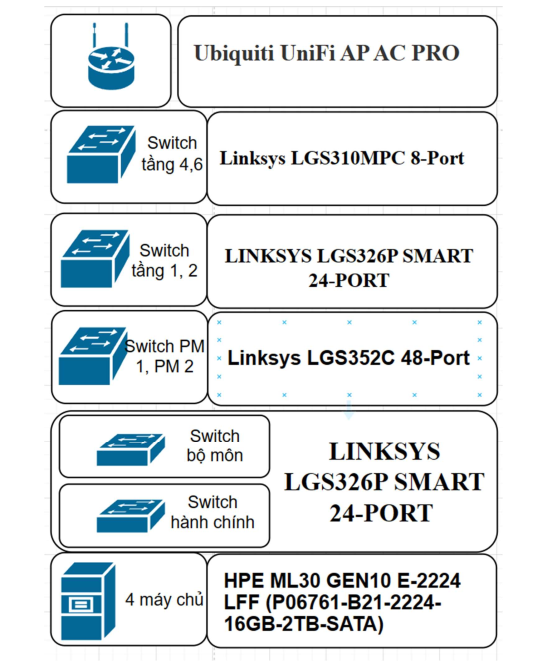 Ubiquiti UniFi AP AC PRO
Switch
tầng 4,6
Linksys LGS310MPC 8-Port
Switch
tầng 1, 2
LINKSYS LGS326P SMART
24-PORT
Switch PM
1, PM 2
Linksys LGS352C 48-Port
Switch
bộ môn
Switch
hành chính
LINKSYS
LGS326P SMART
24-PORT
4 máy chủ
HPE ML30 GEN10 E-2224
LFF (P06761-B21-2224-
16GB-2TB-SATA)